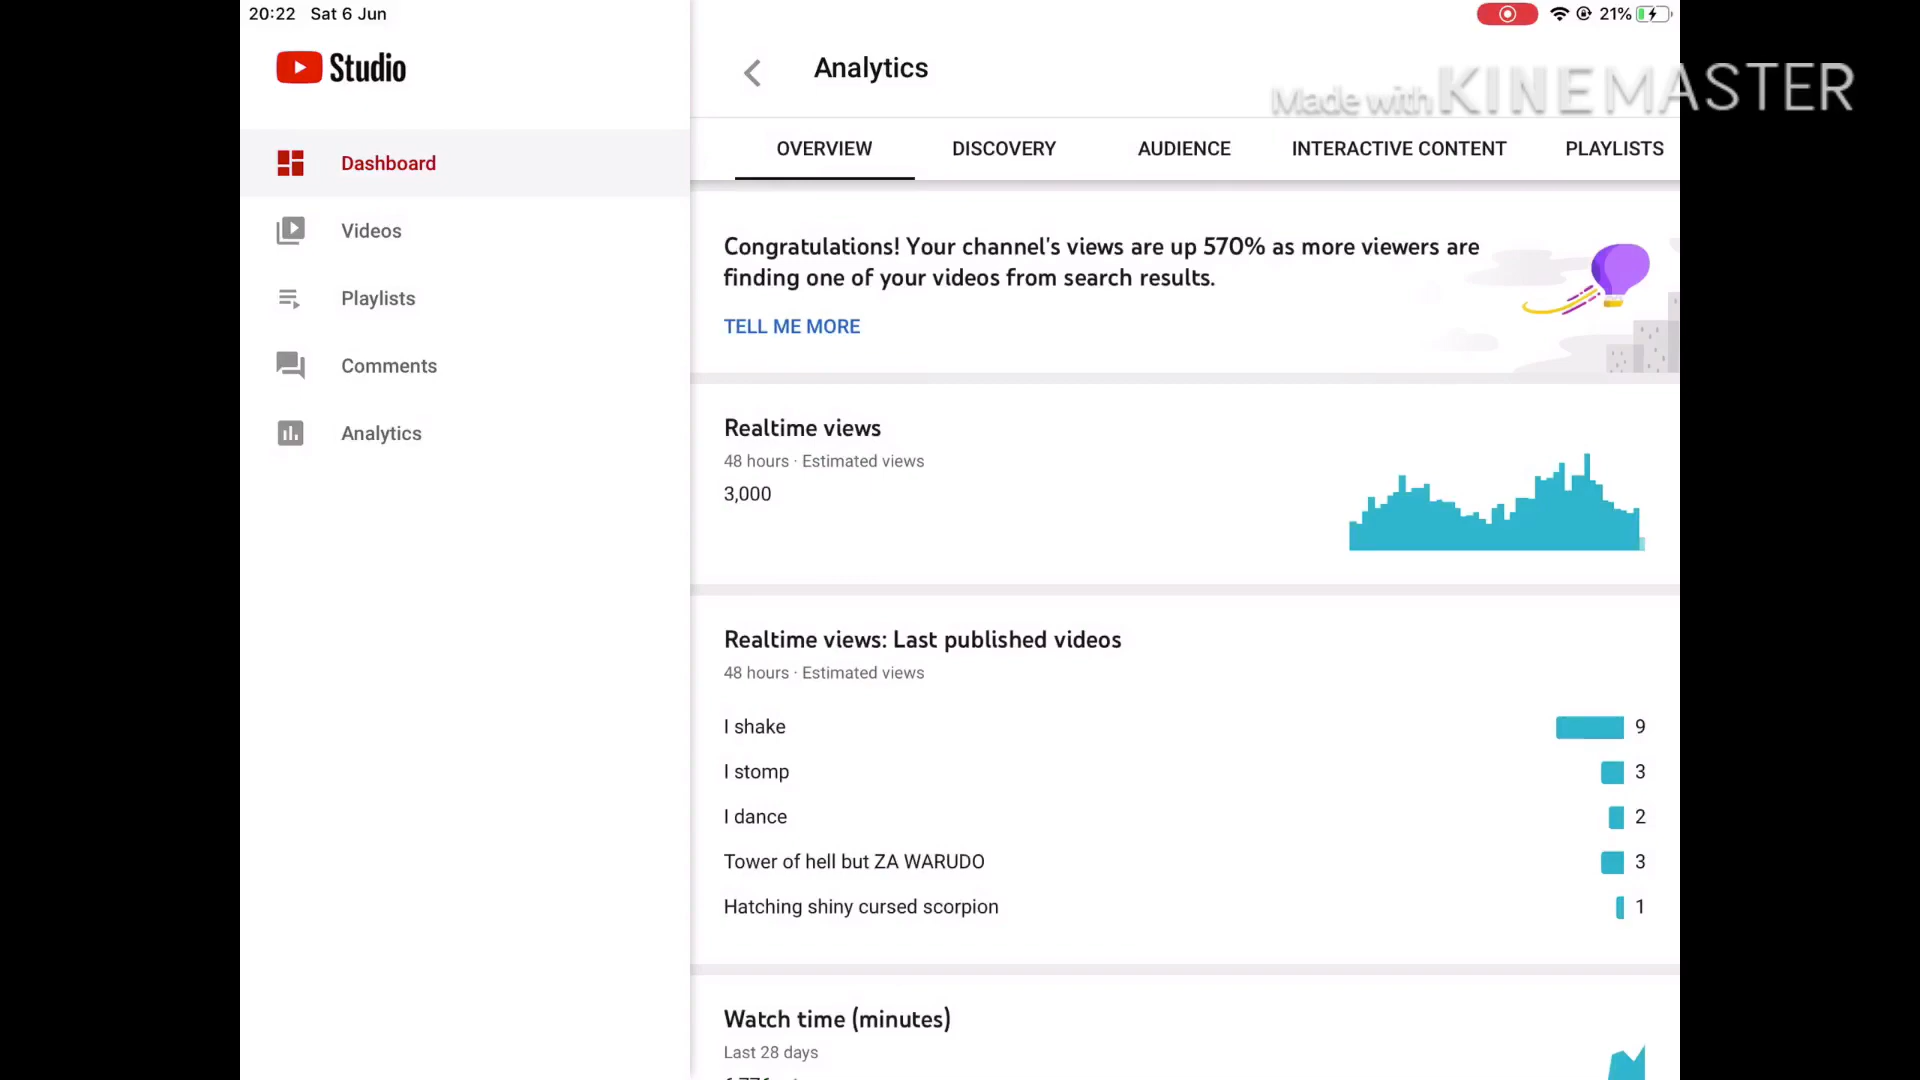 20:22 Sat 6 Jun
21%
Studio
Analytics
Made with KINEMASTER
Dashboard
Videos
Playlists
Comments
Analytics
OVERVIEW DISCOVERY AUDIENCE INTERACTIVE CONTENT PLAYLISTS
Congratulations! Your channel's views are up 570% as more viewers are
finding one of your videos from search results.
TELL ME MORE
Realtime views
48 hours · Estimated views
3,000
Realtime views: Last published videos
48 hours · Estimated views
I shake 9
I stomp 3
I dance 2
Tower of hell but ZA WARUDO 3
Hatching shiny cursed scorpion 1
Watch time (minutes)
Last 28 days